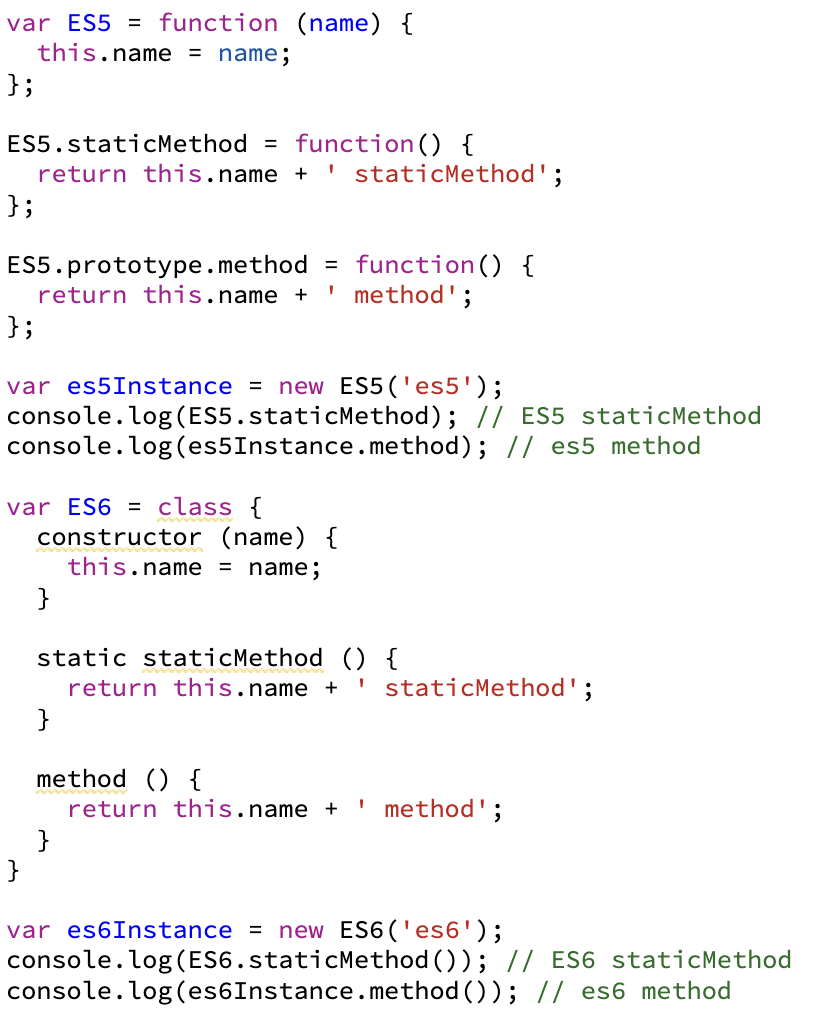 var ES5 = function (name) {
  this.name = name;
};

ES5.staticMethod = function() {
  return this.name + ' staticMethod';
};

ES5.prototype.method = function() {
  return this.name + ' method';
};

var es5Instance = new ES5('es5');
console.log(ES5.staticMethod); // ES5 staticMethod
console.log(es5Instance.method); // es5 method

var ES6 = class {
  constructor (name) {
    this.name = name;
  }

  static staticMethod () {
    return this.name + ' staticMethod';
  }

  method () {
    return this.name + ' method';
  }
}

var es6Instance = new ES6('es6');
console.log(ES6.staticMethod()); // ES6 staticMethod
console.log(es6Instance.method()); // es6 method